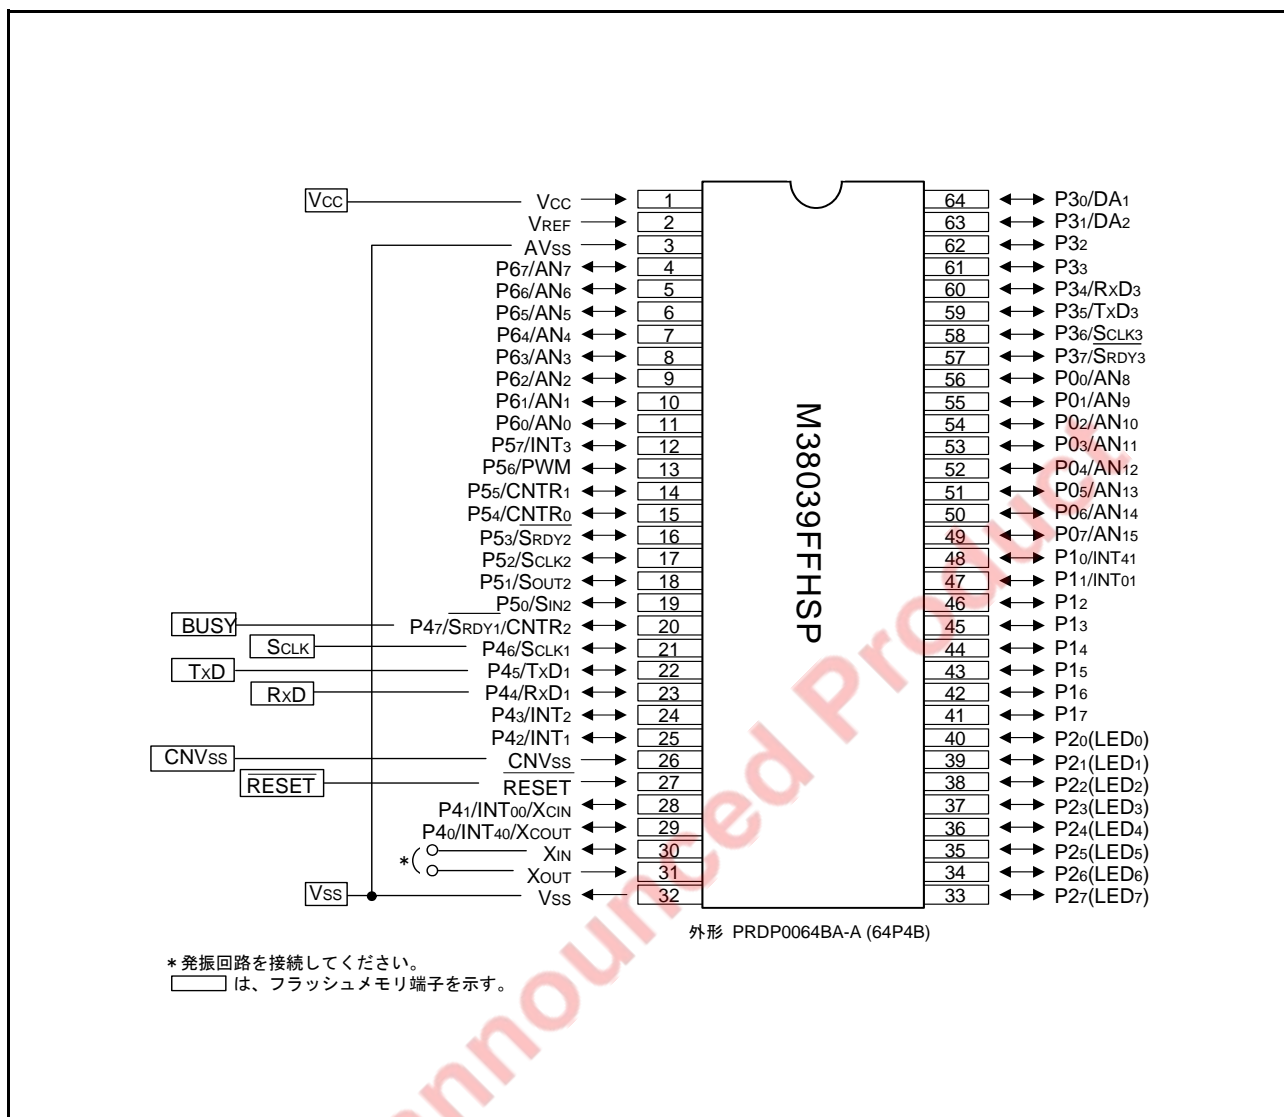 VCC
VCC 1 64 P30/DA1
VREF 2 63 P31/DA2
AVSS 3 62 P32
P67/AN7 4 61 P33
P66/AN6 5 60 P34/RXD3
P65/AN5 6 59 P35/TXD3
P64/AN4 7 58 P36/SCLK3
P63/AN3 8 57 P37/SRDY3
P62/AN2 9 56 P00/AN8
P61/AN1 10 55 P01/AN9
P60/AN0 11 54 P02/AN10
P57/INT3 12 53 P03/AN11
P56/PWM 13 52 P04/AN12
P55/CNTR1 14 51 P05/AN13
P54/CNTR0 15 50 P06/AN14
P53/SRDY2 16 49 P07/AN15
P52/SCLK2 17 48 P10/INT41
P51/SOUT2 18 47 P11/INT01
P50/SIN2 19 46 P12
BUSY P47/SRDY1/CNTR2 20 45 P13
SCLK P46/SCLK1 21 44 P14
TXD P45/TXD1 22 43 P15
RXD P44/RXD1 23 42 P16
P43/INT2 24 41 P17
P42/INT1 25 40 P20(LED0)
CNVSS CNVSS 26 39 P21(LED1)
RESET RESET 27 38 P22(LED2)
P41/INT00/XCIN 28 37 P23(LED3)
P40/INT40/XCOUT 29 36 P24(LED4)
* XIN 30 35 P25(LED5)
XOUT 31 34 P26(LED6)
VSS VSS 32 33 P27(LED7)
M38039FFHSP
外形 PRDP0064BA-A (64P4B)
* 発振回路を接続してください。
は、フラッシュメモリ端子を示す。
nnounced Product